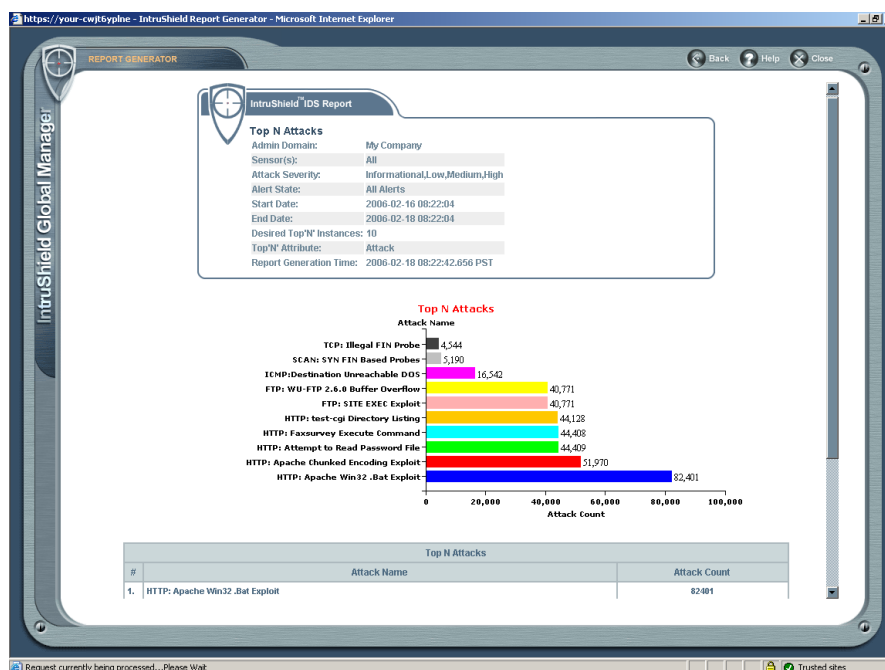 https://your-cwjt6yplne - IntruShield Report Generator - Microsoft Internet Explorer
REPORT GENERATOR
Back
Help
Close
IntruShield Global Manager
IntruShield™IDS Report
Top N Attacks
Admin Domain: My Company
Sensor(s): All
Attack Severity: Informational,Low,Medium,High
Alert State: All Alerts
Start Date: 2006-02-16 08:22:04
End Date: 2006-02-18 08:22:04
Desired Top'N' Instances: 10
Top'N' Attribute: Attack
Report Generation Time: 2006-02-18 08:22:42.656 PST
Top N Attacks
Attack Name
TCP: Illegal FIN Probe 4,544
SCAN: SYN FIN Based Probes 5,190
ICMP:Destination Unreachable DOS 16,542
FTP: WU-FTP 2.6.0 Buffer Overflow 40,771
FTP: SITE EXEC Exploit 40,771
HTTP: test-cgi Directory Listing 44,128
HTTP: Faxsurvey Execute Command 44,408
HTTP: Attempt to Read Password File 44,409
HTTP: Apache Chunked Encoding Exploit 51,970
HTTP: Apache Win32 .Bat Exploit 82,401
0 20,000 40,000 60,000 80,000 100,000
Attack Count
Top N Attacks
# Attack Name Attack Count
1. HTTP: Apache Win32 .Bat Exploit 82401
Request currently being processed...Please Wait
Trusted sites